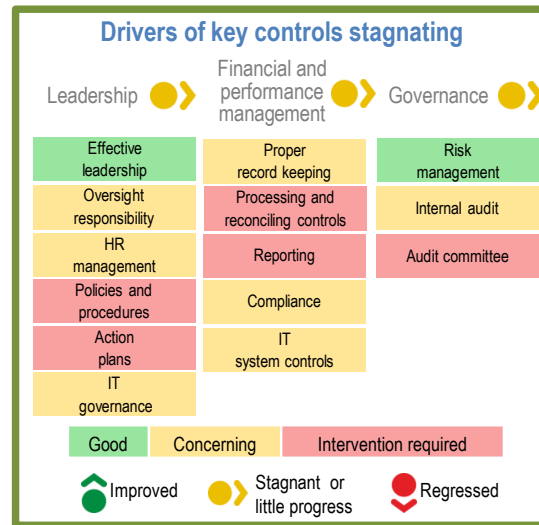 Drivers of key controls stagnating
Leadership
Financial and
performance
management
Governance
Effective
leadership
Oversight
responsibility
HR
management
Policies and
procedures
Action
plans
IT
governance
Proper
record keeping
Processing and
reconciling controls
Reporting
Compliance
IT
system controls
Risk
management
Internal audit
Audit committee
Good
Concerning
Intervention required
Improved
Stagnant or
little progress
Regressed